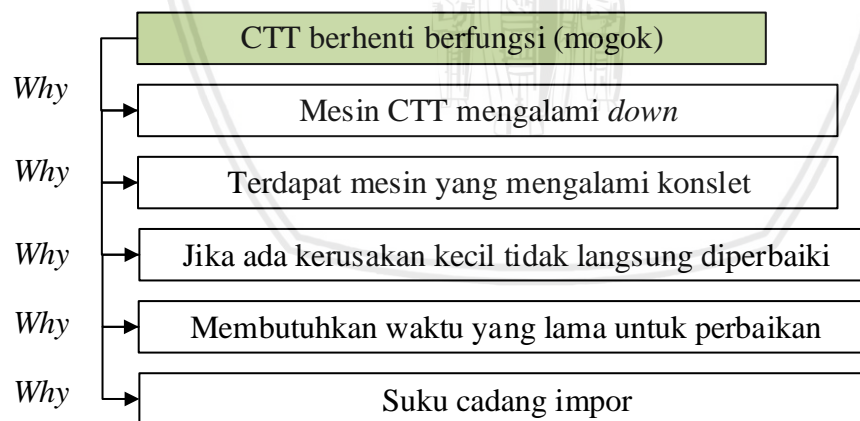 CTT berhenti berfungsi (mogok)
Why
Mesin CTT mengalami down
Why
Terdapat mesin yang mengalami konslet
Why
Jika ada kerusakan kecil tidak langsung diperbaiki
Why
Membutuhkan waktu yang lama untuk perbaikan
Why
Suku cadang impor